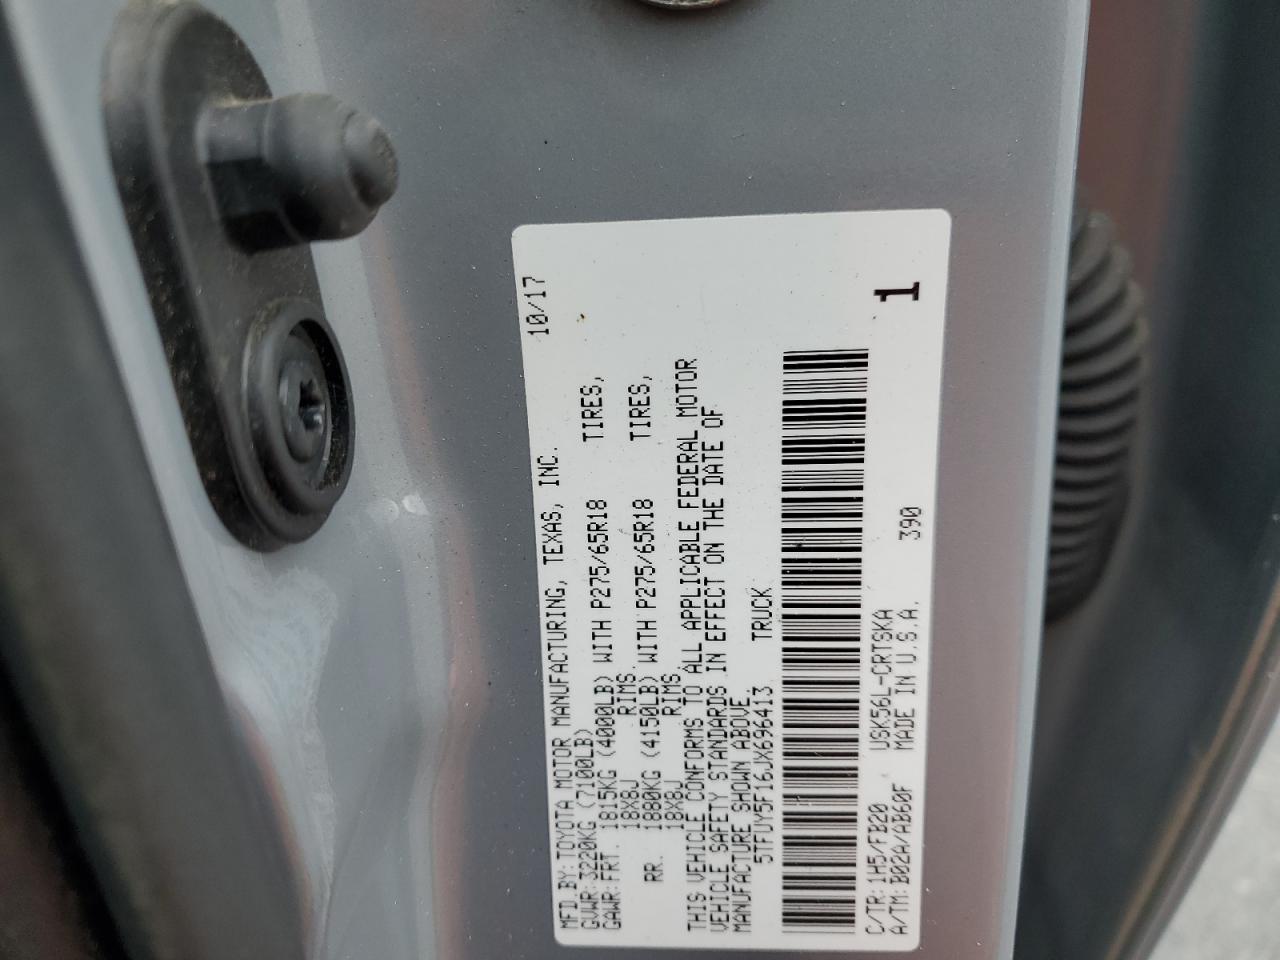 10/17
MFD.BY:TOYOTA MOTOR MANUFACTURING, TEXAS, INC.
GVWR:3220KG (7100LB)
GAWR:FRT. 1815KG (4000LB) WITH P275/65R18 TIRES,
18X8J RIMS.
RR. 1880KG (4150LB) WITH P275/65R18 TIRES,
18X8J RIMS.
THIS VEHICLE CONFORMS TO ALL APPLICABLE FEDERAL MOTOR
VEHICLE SAFETY STANDARDS IN EFFECT ON THE DATE OF
MANUFACTURE SHOWN ABOVE.
5TFUY5F16JX696413 TRUCK
C/TR:1H5/FB20 USK56L-CRTSKA
A/TM:B02A/AB60F MADE IN U.S.A. 390
1